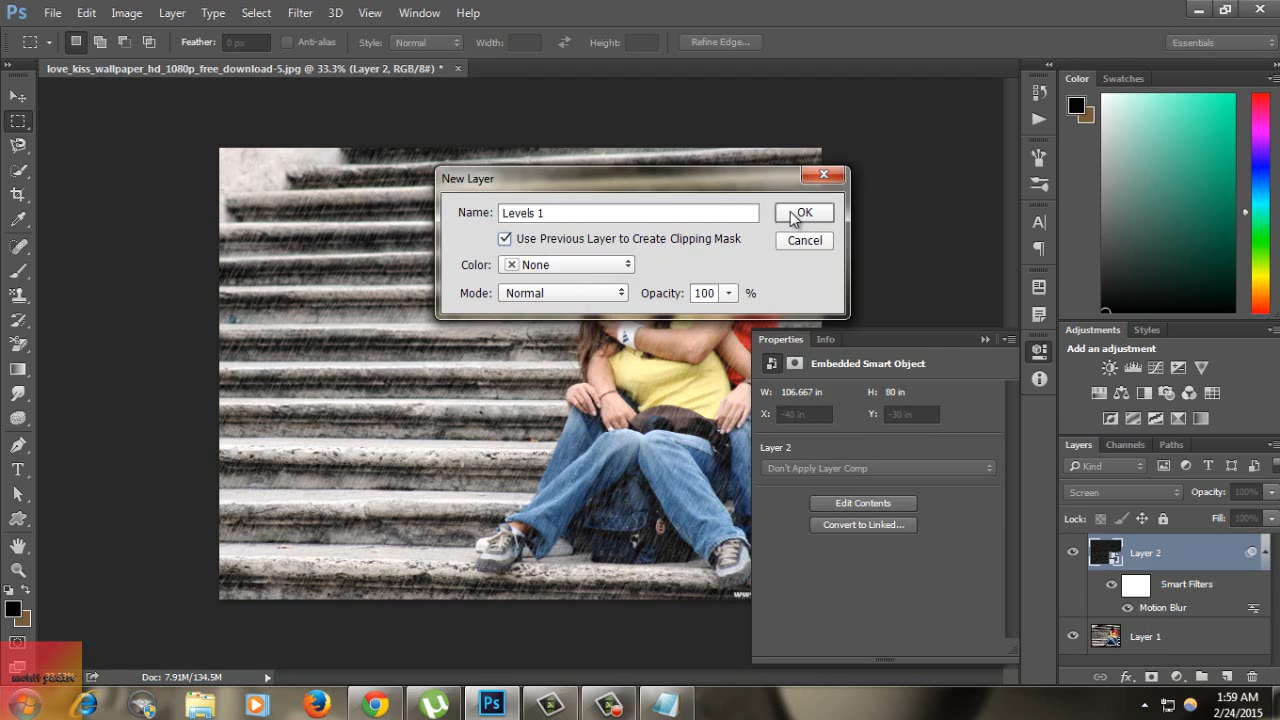 Ps File Edit Image Layer Type Select Filter 3D View Window Help
Feather: 0 px Anti-alias Style: Normal Width: Height: Refine Edge... Essentials
love_kiss_wallpaper_hd_1080p_free_download-5.jpg @ 33.3% (Layer 2, RGB/8#) * ×
Color Swatches
New Layer
Name: Levels 1 OK
Use Previous Layer to Create Clipping Mask Cancel
Color: None
Mode: Normal Opacity: 100 %
Properties Info
Embedded Smart Object
W: 106.667 in H: 80 in
X: -40 in Y: -30 in
Layer 2
Don't Apply Layer Comp
Edit Contents
Convert to Linked...
Adjustments Styles
Add an adjustment
Layers Channels Paths
Kind
Screen Opacity: 100%
Lock: Fill: 100%
Layer 2
Smart Filters
Motion Blur
Layer 1
Doc: 7.91M/134.5M
Ps
1:59 AM
2/24/2015